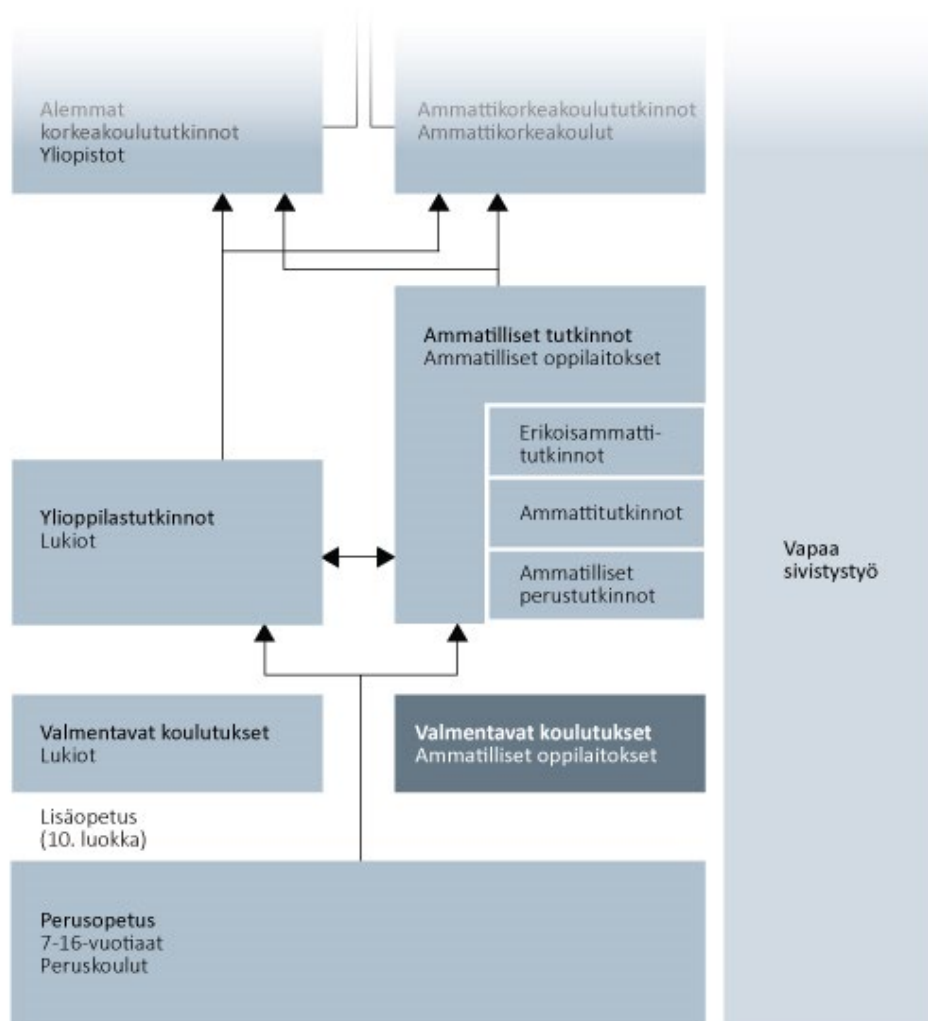 Alemmat
korkeakoulututkinnot
Yliopistot
Ammattikorkeakoulututkinnot
Ammattikorkeakoulut
Ammatilliset tutkinnot
Ammatilliset oppilaitokset
Erikoisammatti-
tutkinnot
Ammattitutkinnot
Ammatilliset
perustutkinnot
Ylioppilastutkinnot
Lukiot
Vapaa
sivistystyö
Valmentavat koulutukset
Lukiot
Valmentavat koulutukset
Ammatilliset oppilaitokset
Lisäopetus
(10. luokka)
Perusopetus
7-16-vuotiaat
Peruskoulut